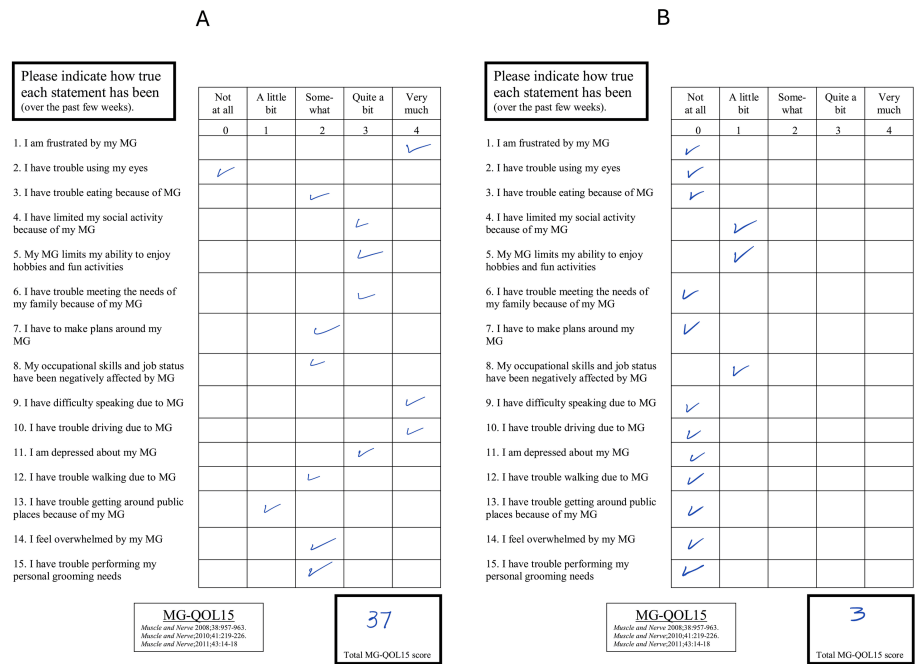 A
Please indicate how true
each statement has been
(over the past few weeks).
Not
at all
A little
bit
Some-
what
Quite a
bit
Very
much
0
1
2
3
4
1. I am frustrated by my MG
2. I have trouble using my eyes
3. I have trouble eating because of MG
4. I have limited my social activity
because of my MG
5. My MG limits my ability to enjoy
hobbies and fun activities
6. I have trouble meeting the needs of
my family because of my MG
7. I have to make plans around my
MG
8. My occupational skills and job status
have been negatively affected by MG
9. I have difficulty speaking due to MG
10. I have trouble driving due to MG
11. I am depressed about my MG
12. I have trouble walking due to MG
13. I have trouble getting around public
places because of my MG
14. I feel overwhelmed by my MG
15. I have trouble performing my
personal grooming needs
MG-QOL15
Muscle and Nerve 2008;38:957-963.
Muscle and Nerve;2010;41:219-226.
Muscle and Nerve;2011;43:14-18
37
Total MG-QOL15 score
B
Please indicate how true
each statement has been
(over the past few weeks).
Not
at all
A little
bit
Some-
what
Quite a
bit
Very
much
0
1
2
3
4
1. I am frustrated by my MG
2. I have trouble using my eyes
3. I have trouble eating because of MG
4. I have limited my social activity
because of my MG
5. My MG limits my ability to enjoy
hobbies and fun activities
6. I have trouble meeting the needs of
my family because of my MG
7. I have to make plans around my
MG
8. My occupational skills and job status
have been negatively affected by MG
9. I have difficulty speaking due to MG
10. I have trouble driving due to MG
11. I am depressed about my MG
12. I have trouble walking due to MG
13. I have trouble getting around public
places because of my MG
14. I feel overwhelmed by my MG
15. I have trouble performing my
personal grooming needs
MG-QOL15
Muscle and Nerve 2008;38:957-963.
Muscle and Nerve;2010;41:219-226.
Muscle and Nerve;2011;43:14-18
3
Total MG-QOL15 score